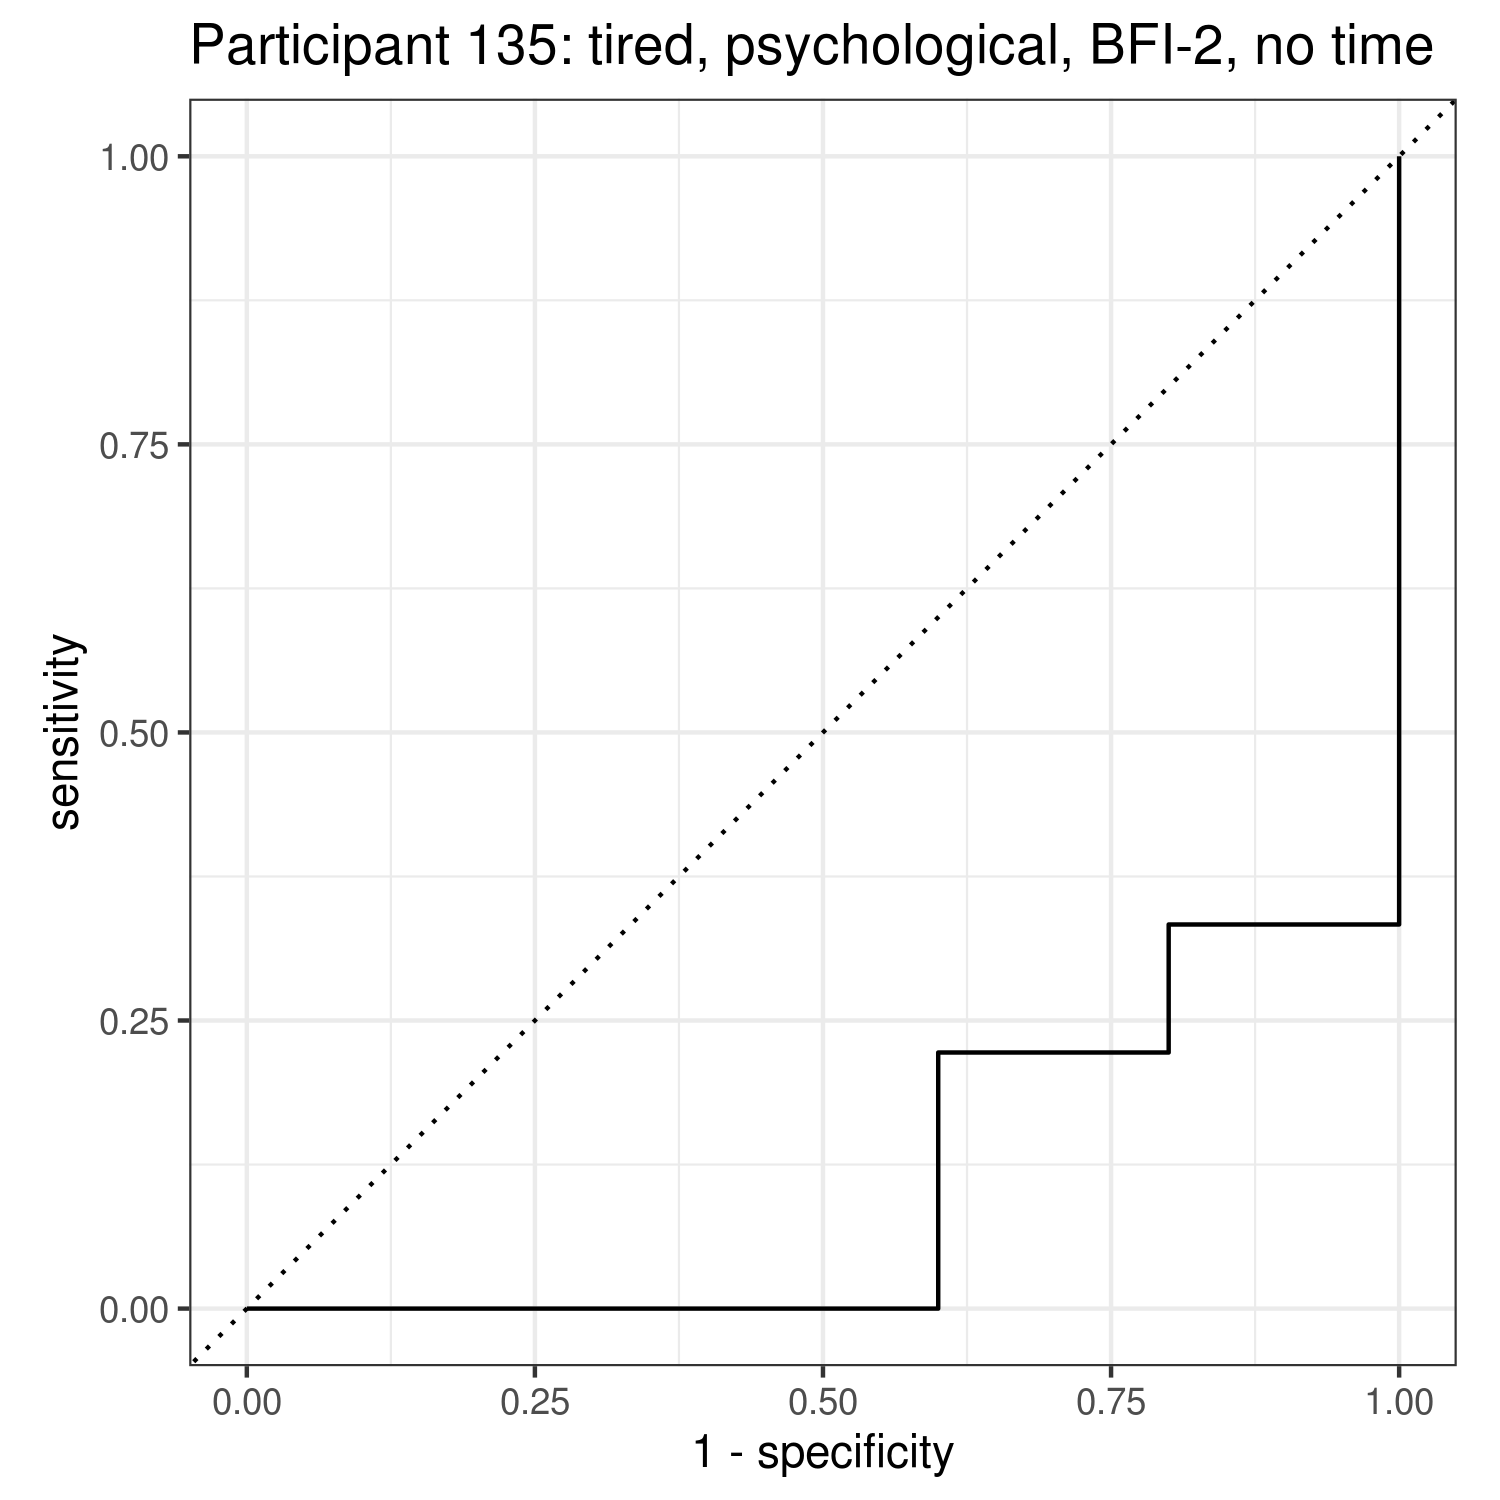 Participant 135: tired, psychological, BFI-2, no time
1.00
0.75
0.50
0.25
0.00
sensitivity
0.00 0.25 0.50 0.75 1.00
1 - specificity